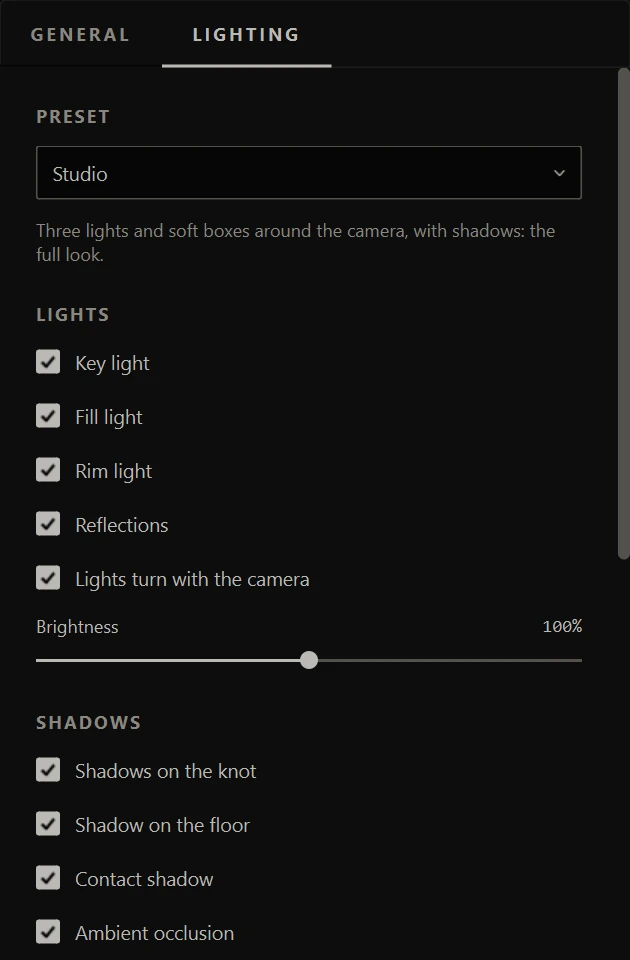 GENERAL LIGHTING
PRESET
Studio
Three lights and soft boxes around the camera, with shadows: the
full look.
LIGHTS
Key light
Fill light
Rim light
Reflections
Lights turn with the camera
Brightness 100%
SHADOWS
Shadows on the knot
Shadow on the floor
Contact shadow
Ambient occlusion